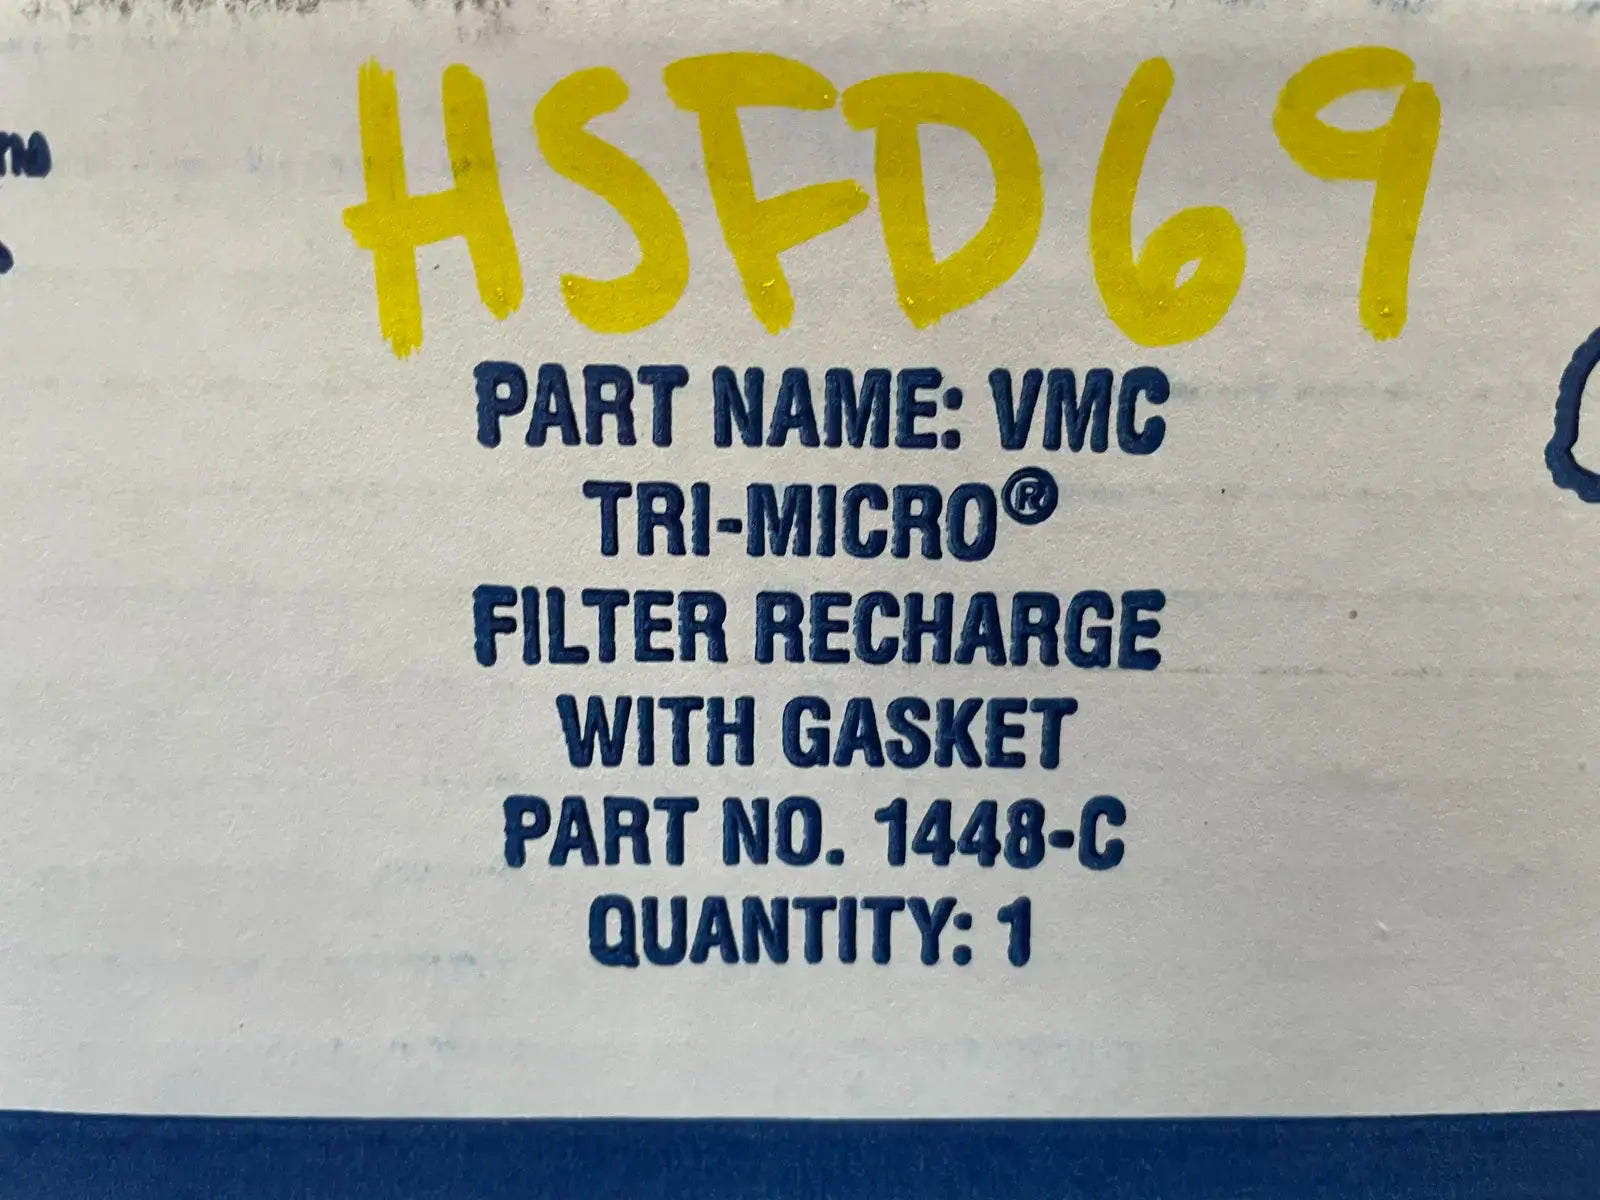 HSFD69
PART NAME: VMC
TRI-MICRO®
FILTER RECHARGE
WITH GASKET
PART NO. 1448-C
QUANTITY: 1